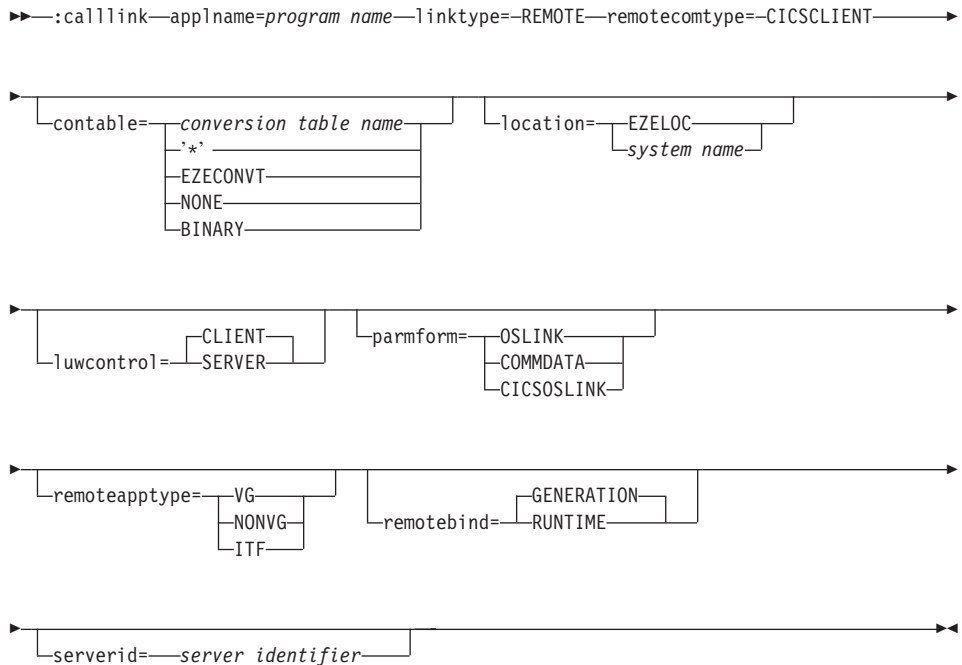 :calllink applname=program name linktype= REMOTE remotecomtype= CICSCLIENT
contable= conversion table name
'*'
EZECONVT
NONE
BINARY
location= EZELOC
system name
luwcontrol= CLIENT
SERVER
parmform= OSLINK
COMMDATA
CICSOSLINK
remoteapptype= VG
NONVG
ITF
remotebind= GENERATION
RUNTIME
serverid= server identifier